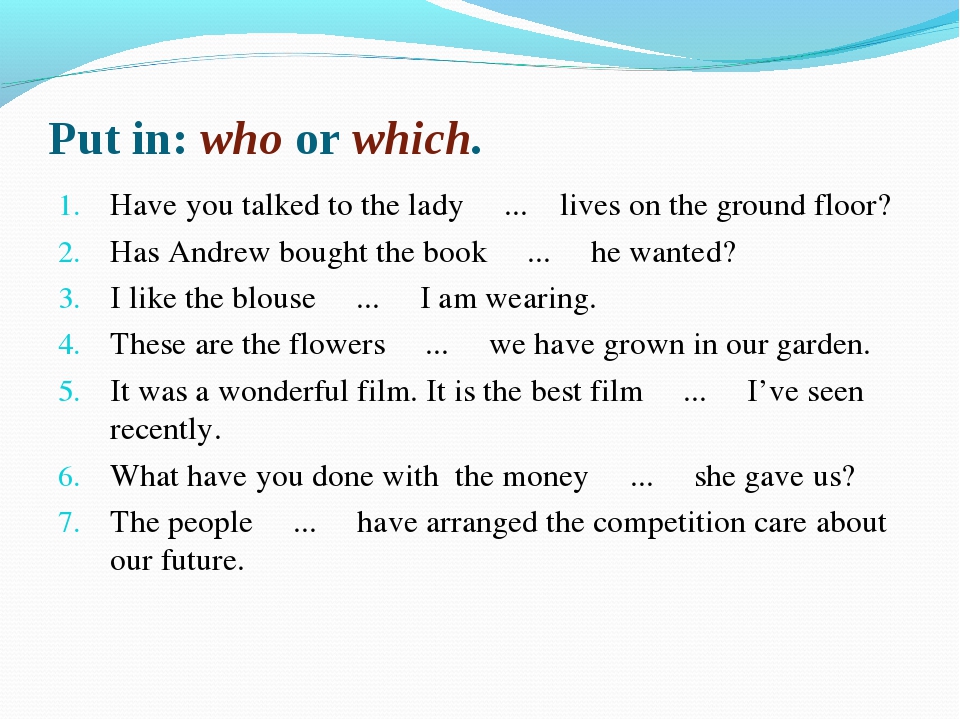 Put in: who or which.
1. Have you talked to the lady ... lives on the ground floor?
2. Has Andrew bought the book ... he wanted?
3. I like the blouse ... I am wearing.
4. These are the flowers ... we have grown in our garden.
5. It was a wonderful film. It is the best film ... I’ve seen
recently.
6. What have you done with the money ... she gave us?
7. The people ... have arranged the competition care about
our future.